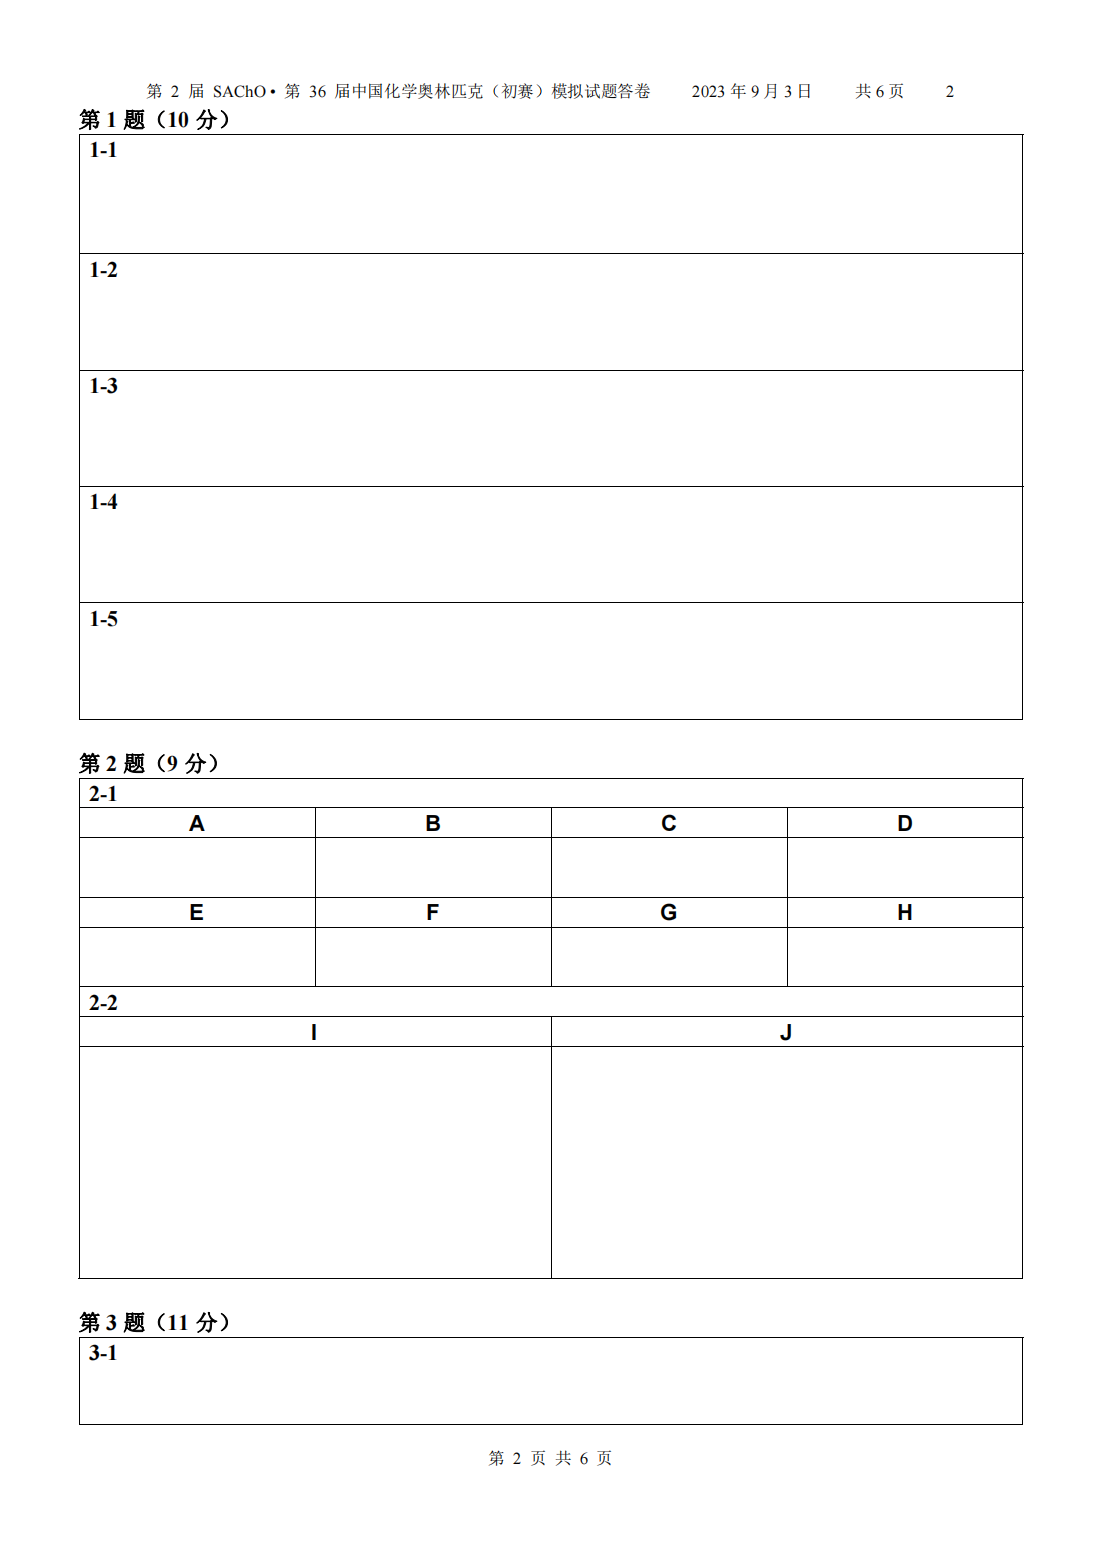 第 2 届 SAChO• 第 36 届中国化学奥林匹克（初赛）模拟试题答卷 2023 年 9 月 3 日 共 6 页 2
第 1 题（10 分）
1-1
1-2
1-3
1-4
1-5
第 2 题（9 分）
2-1
A B C D
E F G H
2-2
I J
第 3 题（11 分）
3-1
第 2 页 共 6 页